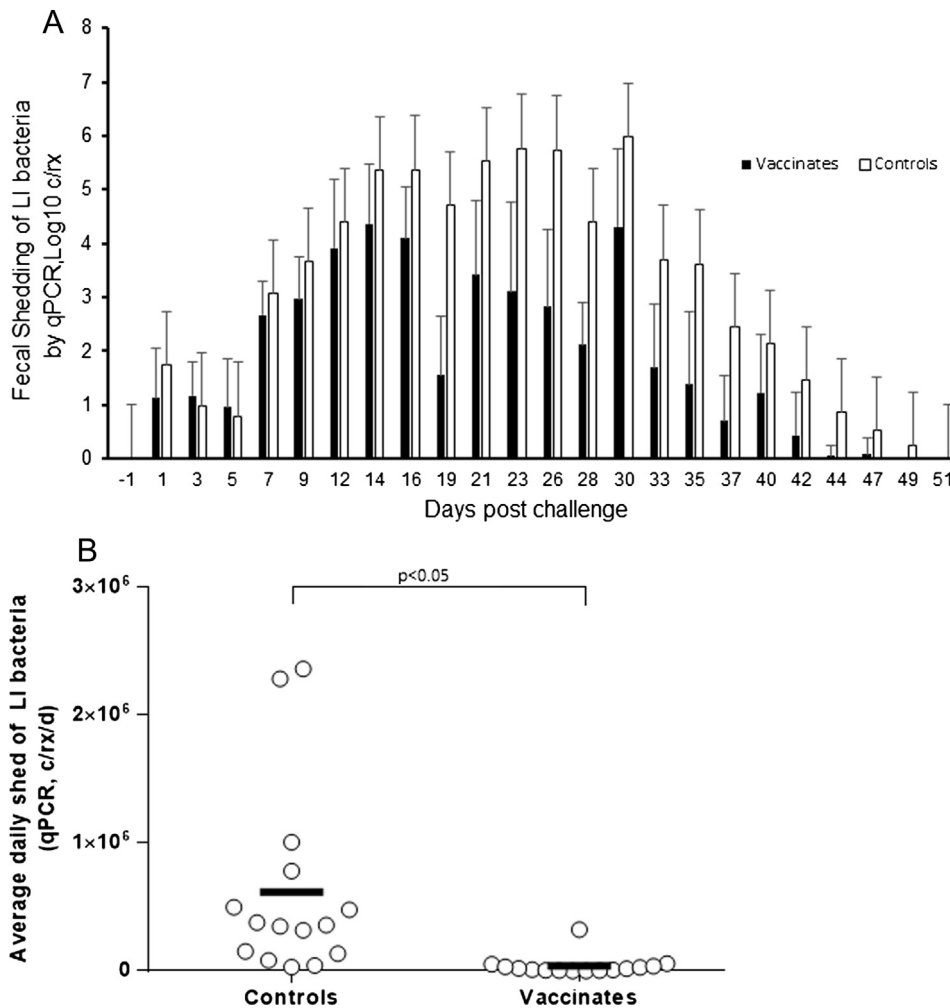 A
8
7
6
5
4
3
2
1
0
Fecal Shedding of LI bacteria
by qPCR,Log10 c/rx
Vaccinates Controls
-1 1 3 5 7 9 12 14 16 19 21 23 26 28 30 33 35 37 40 42 44 47 49 51
Days post challenge
B
p<0.05
3×10⁶
2×10⁶
1×10⁶
0
Average daily shed of LI bacteria
(qPCR, c/rx/d)
Controls Vaccinates